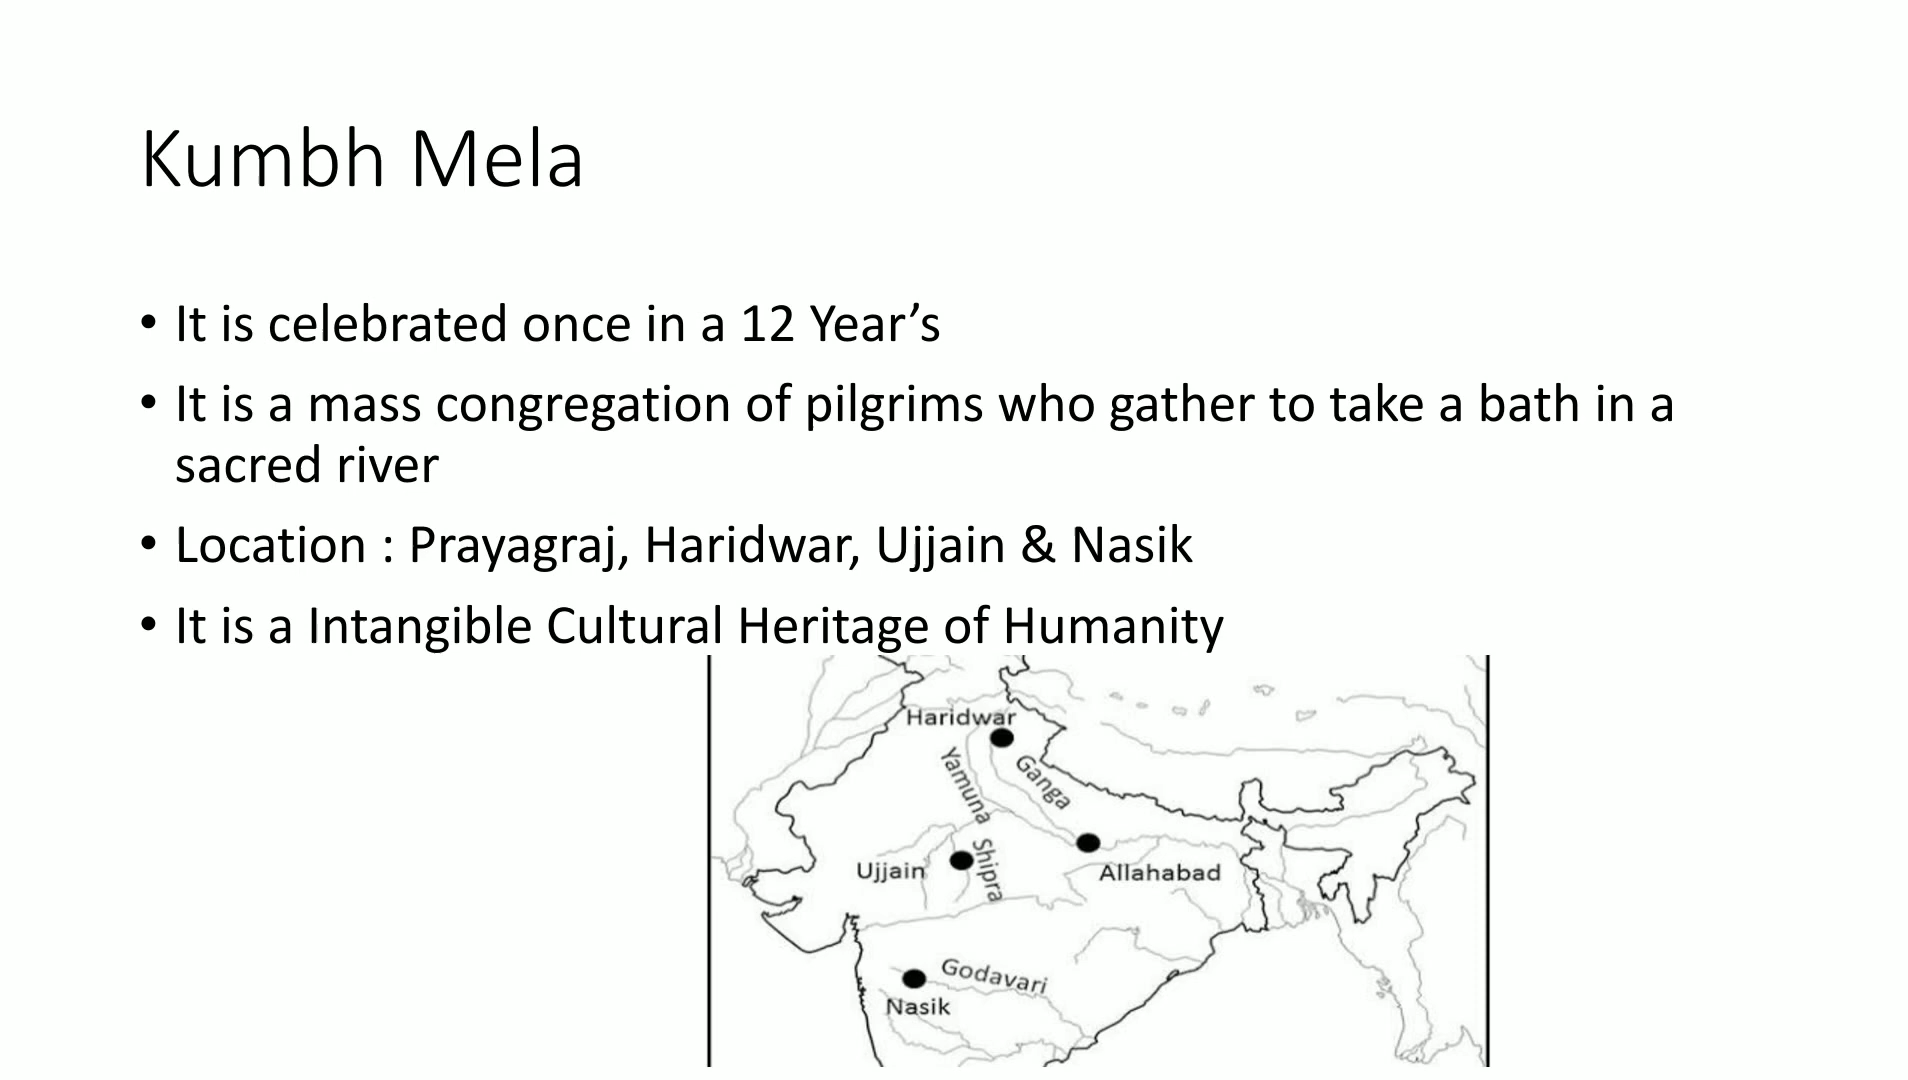 Kumbh Mela
• It is celebrated once in a 12 Year’s
• It is a mass congregation of pilgrims who gather to take a bath in a
sacred river
• Location : Prayagraj, Haridwar, Ujjain & Nasik
• It is a Intangible Cultural Heritage of Humanity
Haridwar
Yamuna
Ganga
Shipra
Ujjain
Allahabad
Godavari
Nasik